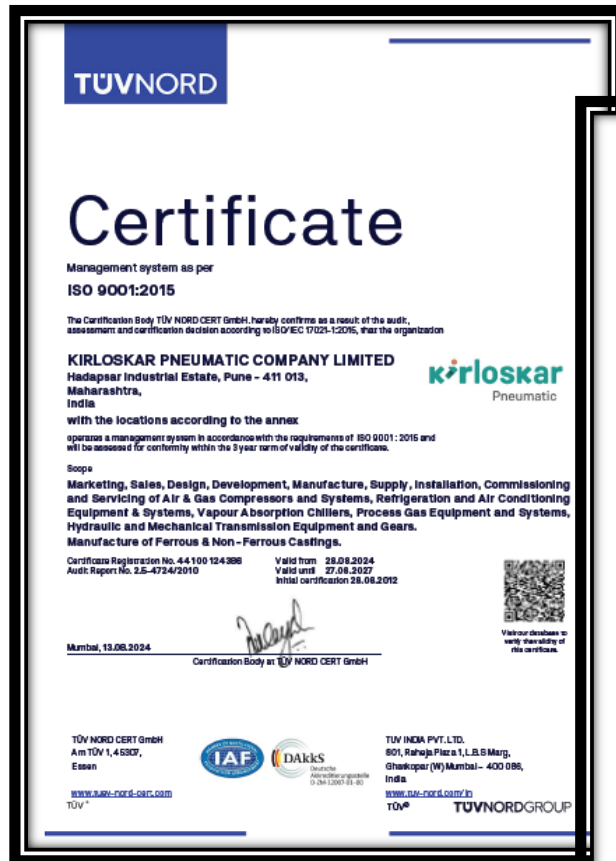 TÜVNORD
Certificate
Management system as per
ISO 9001:2015
The Certification Body TÜV NORD CERT GmbH. hereby confirms as a result of the audit,
assessment and certification decision according to ISO/IEC 17021-1:2015, that the organization
KIRLOSKAR PNEUMATIC COMPANY LIMITED
Hadapsar Industrial Estate, Pune - 411 013,
Maharashtra,
India
kirloskar
Pneumatic
with the locations according to the annex
operates a management system in accordance with the requirements of ISO 9001 : 2015 and
will be assessed for conformity within the 3 year term of validity of the certificate.
Scope
Marketing, Sales, Design, Development, Manufacture, Supply, Installation, Commissioning
and Servicing of Air & Gas Compressors and Systems, Refrigeration and Air Conditioning
Equipment & Systems, Vapour Absorption Chillers, Process Gas Equipment and Systems,
Hydraulic and Mechanical Transmission Equipment and Gears.
Manufacture of Ferrous & Non - Ferrous Castings.
Certificate Registration No. 44 100 124386
Audit Report No. 2.5-4724/2010
Valid from 28.08.2024
Valid until 27.08.2027
Initial certification 28.08.2012
Visit our database to
verify the validity of
this certificate.
Mumbai, 13.08.2024
Certification Body at TÜV NORD CERT GmbH
TÜV NORD CERT GmbH
Am TÜV 1, 45307,
Essen
www.tuev-nord-cert.com
TÜV ®
IAF
DAkkS
Deutsche
Akkreditierungsstelle
D-ZM-12007-01-00
TUV INDIA PVT. LTD.
801, Raheja Plaza 1, L.B.S Marg,
Ghatkopar (W) Mumbai - 400 086,
India
www.tuv-nord.com/in
TÜV®
TÜVNORDGROUP